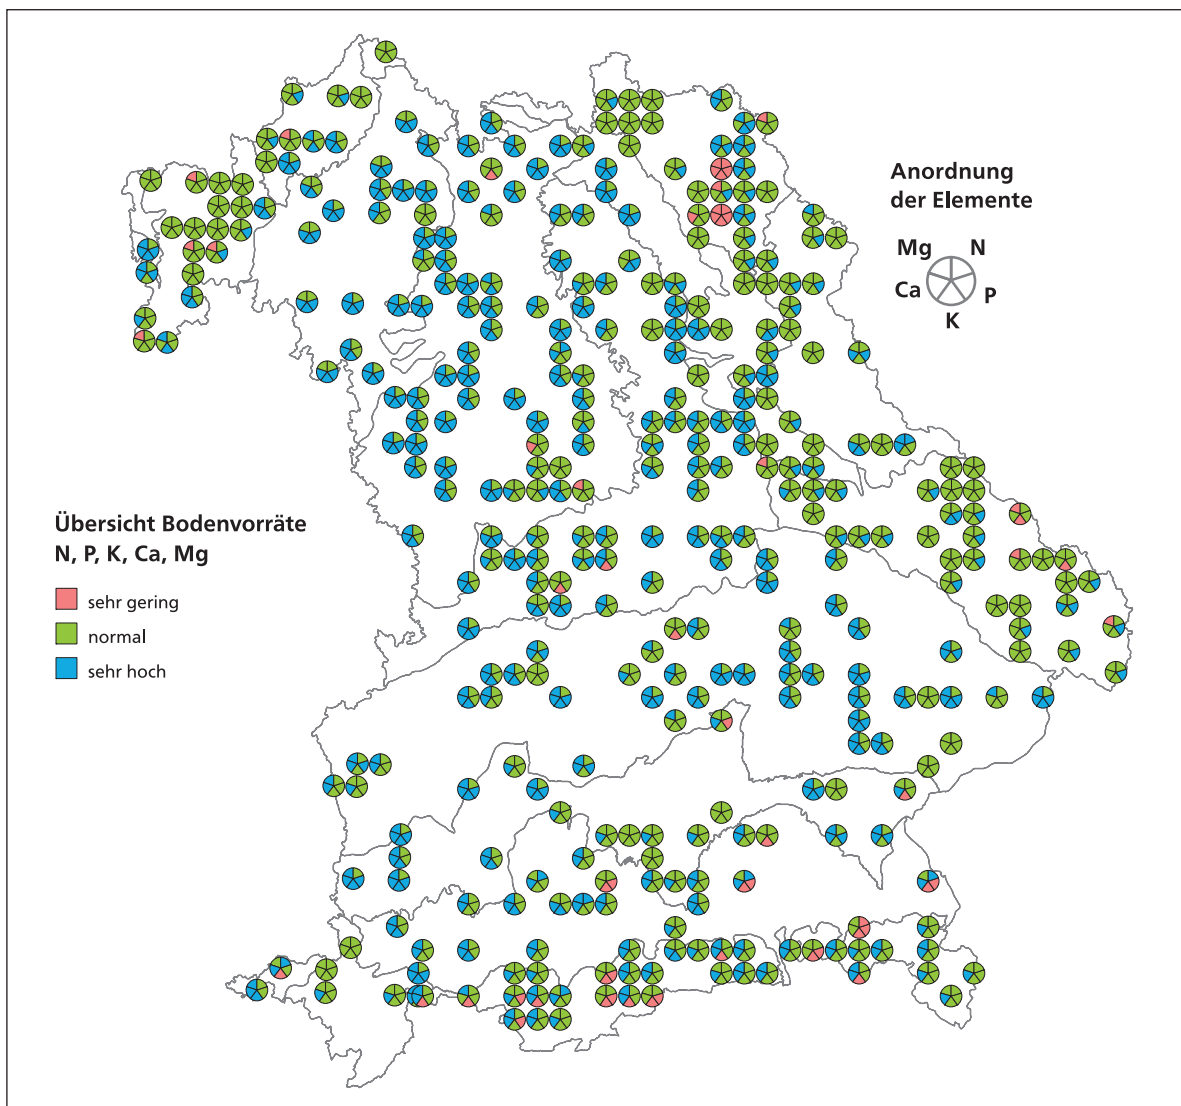 Anordnung
der Elemente
Mg N
Ca P
K
Übersicht Bodenvorräte
N, P, K, Ca, Mg
sehr gering
normal
sehr hoch